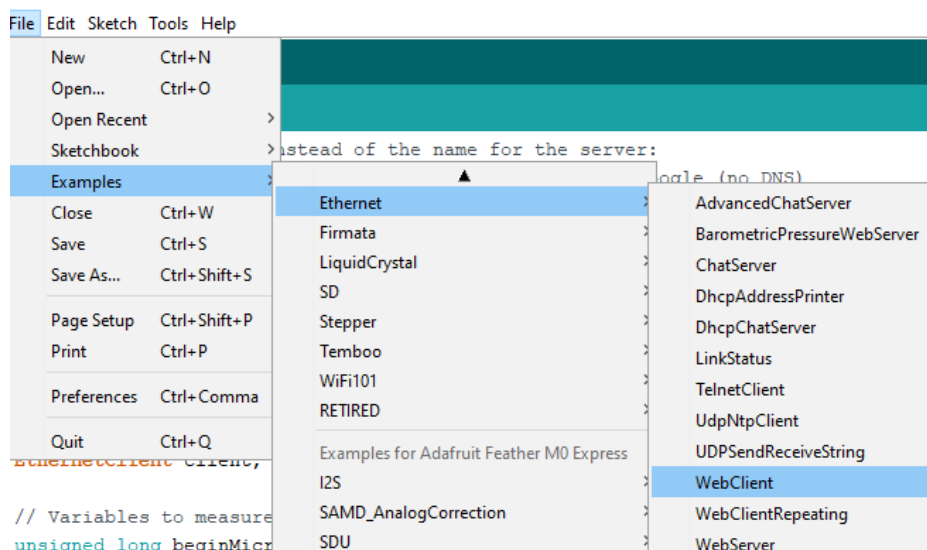 File Edit Sketch Tools Help
New Ctrl+N
Open... Ctrl+O
Open Recent
Sketchbook
Examples
Close Ctrl+W
Save Ctrl+S
Save As... Ctrl+Shift+S
Page Setup Ctrl+Shift+P
Print Ctrl+P
Preferences Ctrl+Comma
Quit Ctrl+Q
nstead of the name for the server:
ogle (no DNS)
Ethernet
Firmata
LiquidCrystal
SD
Stepper
Temboo
WiFi101
RETIRED
Examples for Adafruit Feather M0 Express
I2S
SAMD_AnalogCorrection
SDU
AdvancedChatServer
BarometricPressureWebServer
ChatServer
DhcpAddressPrinter
DhcpChatServer
LinkStatus
TelnetClient
UdpNtpClient
UDPSendReceiveString
WebClient
WebClientRepeating
WebServer
EthernetClient client;
// Variables to measure
unsigned long beginMicr